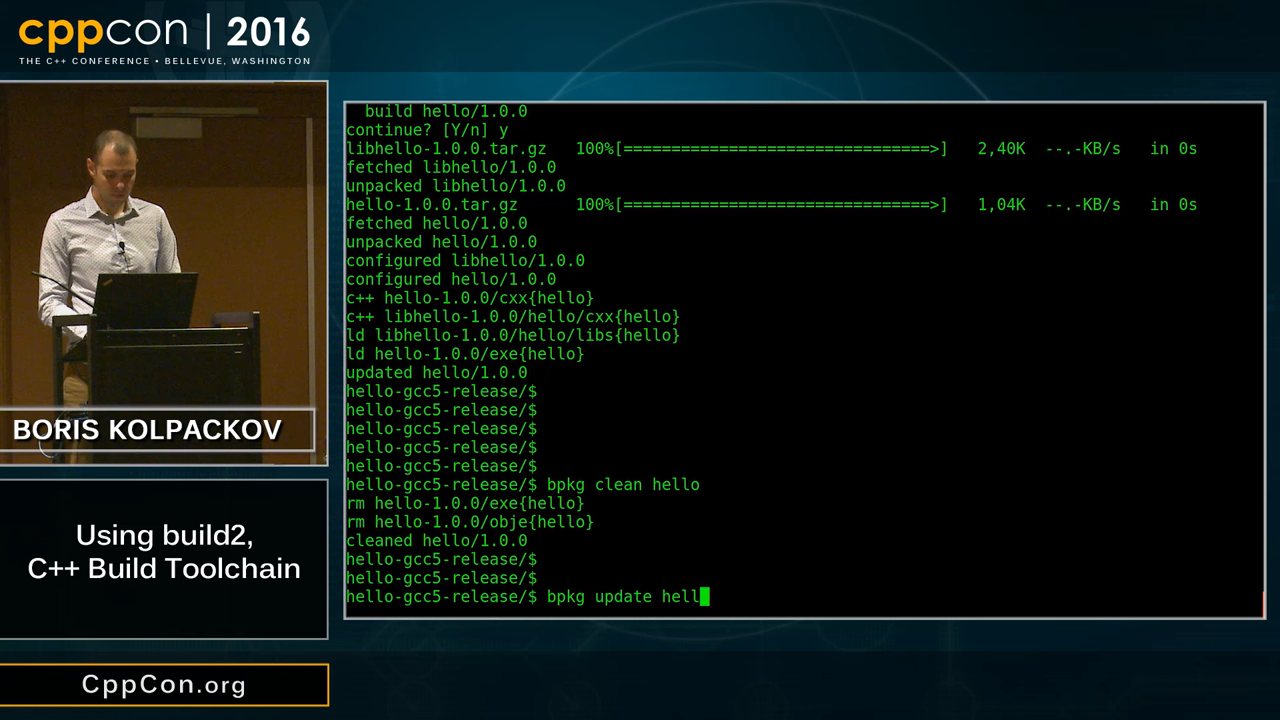 cppcon | 2016
THE C++ CONFERENCE • BELLEVUE, WASHINGTON
BORIS KOLPACKOV
Using build2,
C++ Build Toolchain
CppCon.org
build hello/1.0.0
continue? [Y/n] y
libhello-1.0.0.tar.gz 100%[================================>] 2,40K --.-KB/s in 0s
fetched libhello/1.0.0
unpacked libhello/1.0.0
hello-1.0.0.tar.gz 100%[================================>] 1,04K --.-KB/s in 0s
fetched hello/1.0.0
unpacked hello/1.0.0
configured libhello/1.0.0
configured hello/1.0.0
c++ hello-1.0.0/cxx{hello}
c++ libhello-1.0.0/hello/cxx{hello}
ld libhello-1.0.0/hello/libs{hello}
ld hello-1.0.0/exe{hello}
updated hello/1.0.0
hello-gcc5-release/$
hello-gcc5-release/$
hello-gcc5-release/$
hello-gcc5-release/$
hello-gcc5-release/$
hello-gcc5-release/$ bpkg clean hello
rm hello-1.0.0/exe{hello}
rm hello-1.0.0/obje{hello}
cleaned hello/1.0.0
hello-gcc5-release/$
hello-gcc5-release/$
hello-gcc5-release/$ bpkg update hell